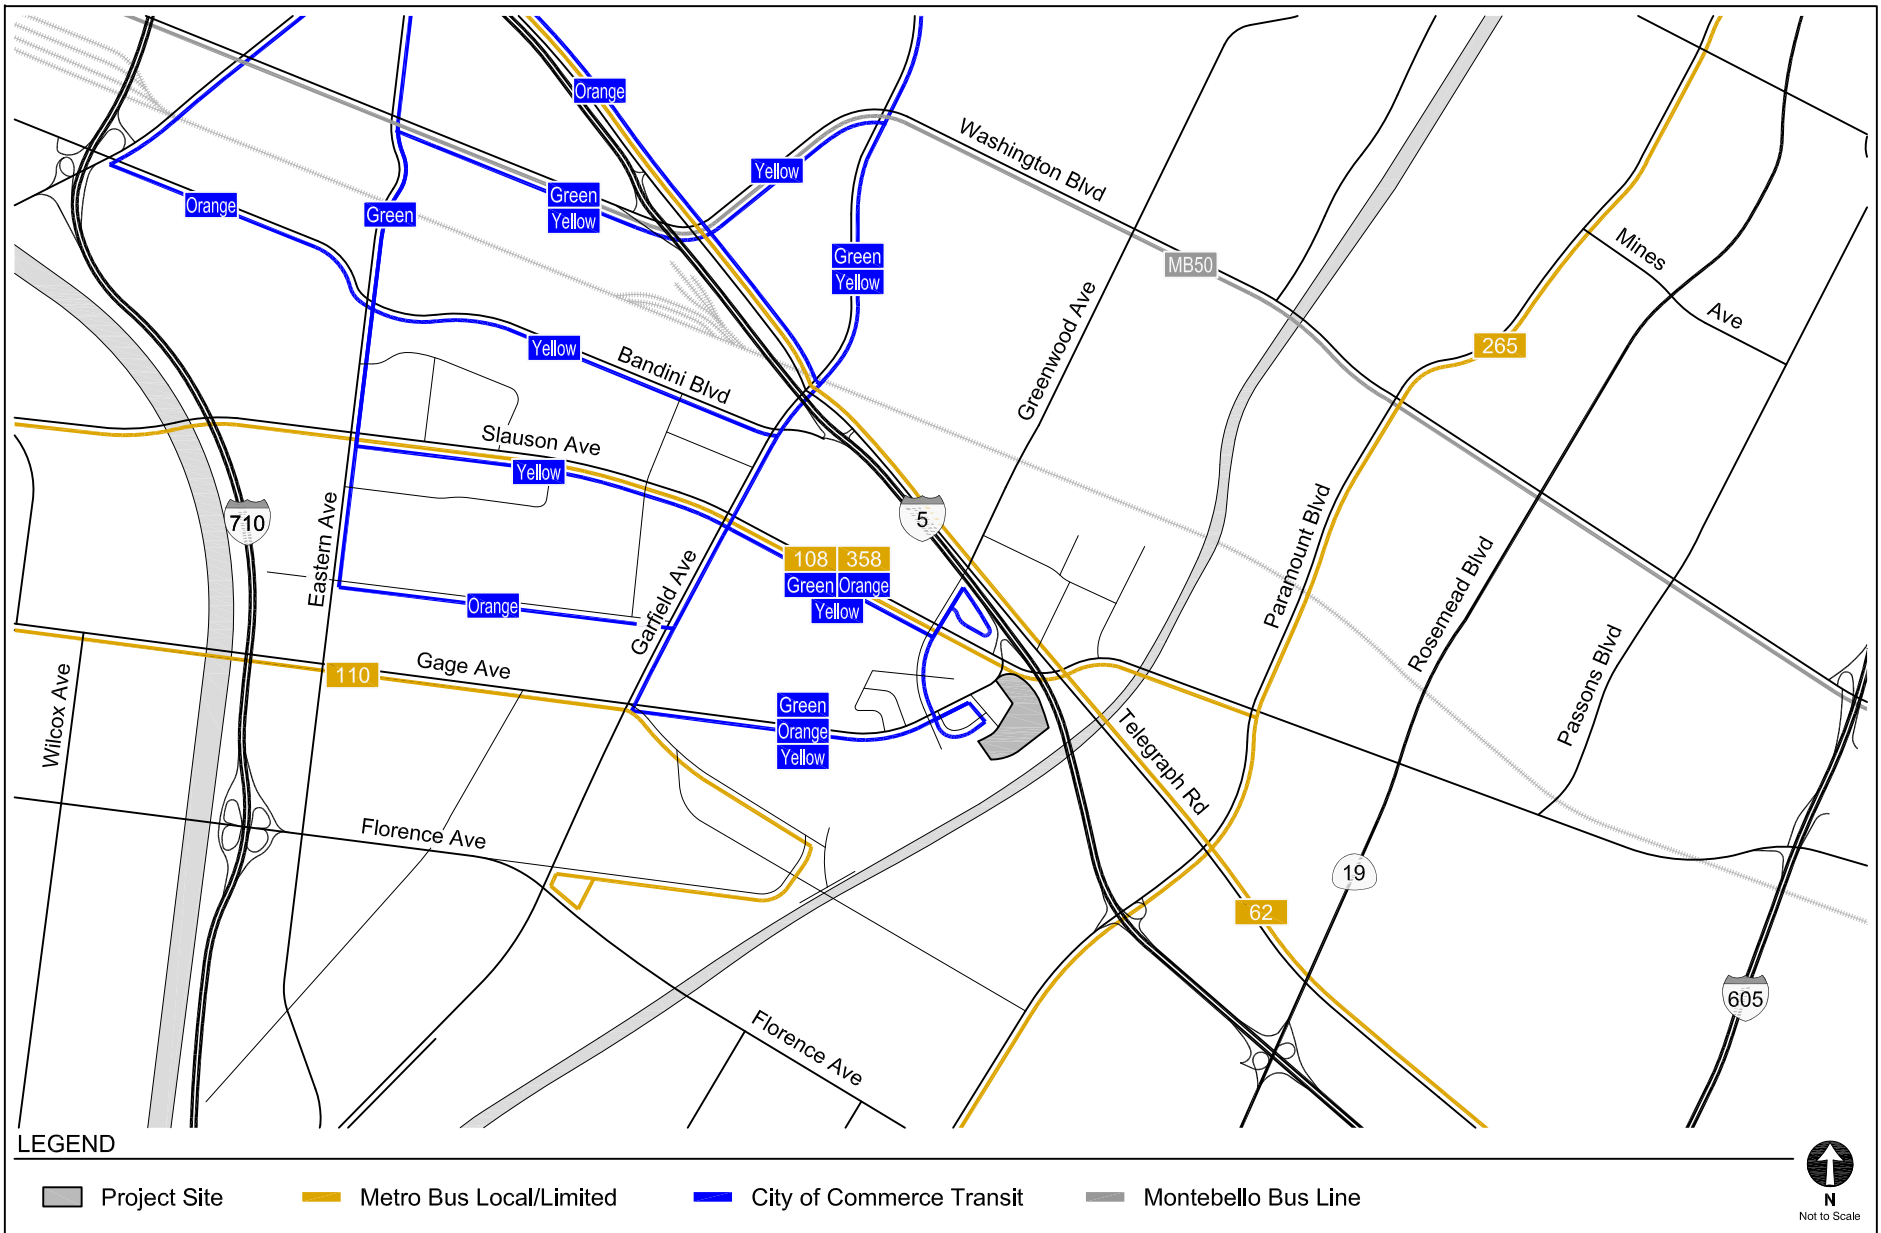 Orange
Washington Blvd
Yellow
Green
Yellow
Orange
Green
Green
Yellow
MB50
Mines
Ave
265
Greenwood Ave
Yellow
Bandini Blvd
Slauson Ave
Yellow
710
5
Eastern Ave
Garfield Ave
108 358
Green Orange
Yellow
Orange
Paramount Blvd
Rosemead Blvd
Passons Blvd
Gage Ave
110
Wilcox Ave
Green
Orange
Yellow
Telegraph Rd
Florence Ave
19
62
605
Florence Ave
LEGEND
Project Site
Metro Bus Local/Limited
City of Commerce Transit
Montebello Bus Line
N
Not to Scale